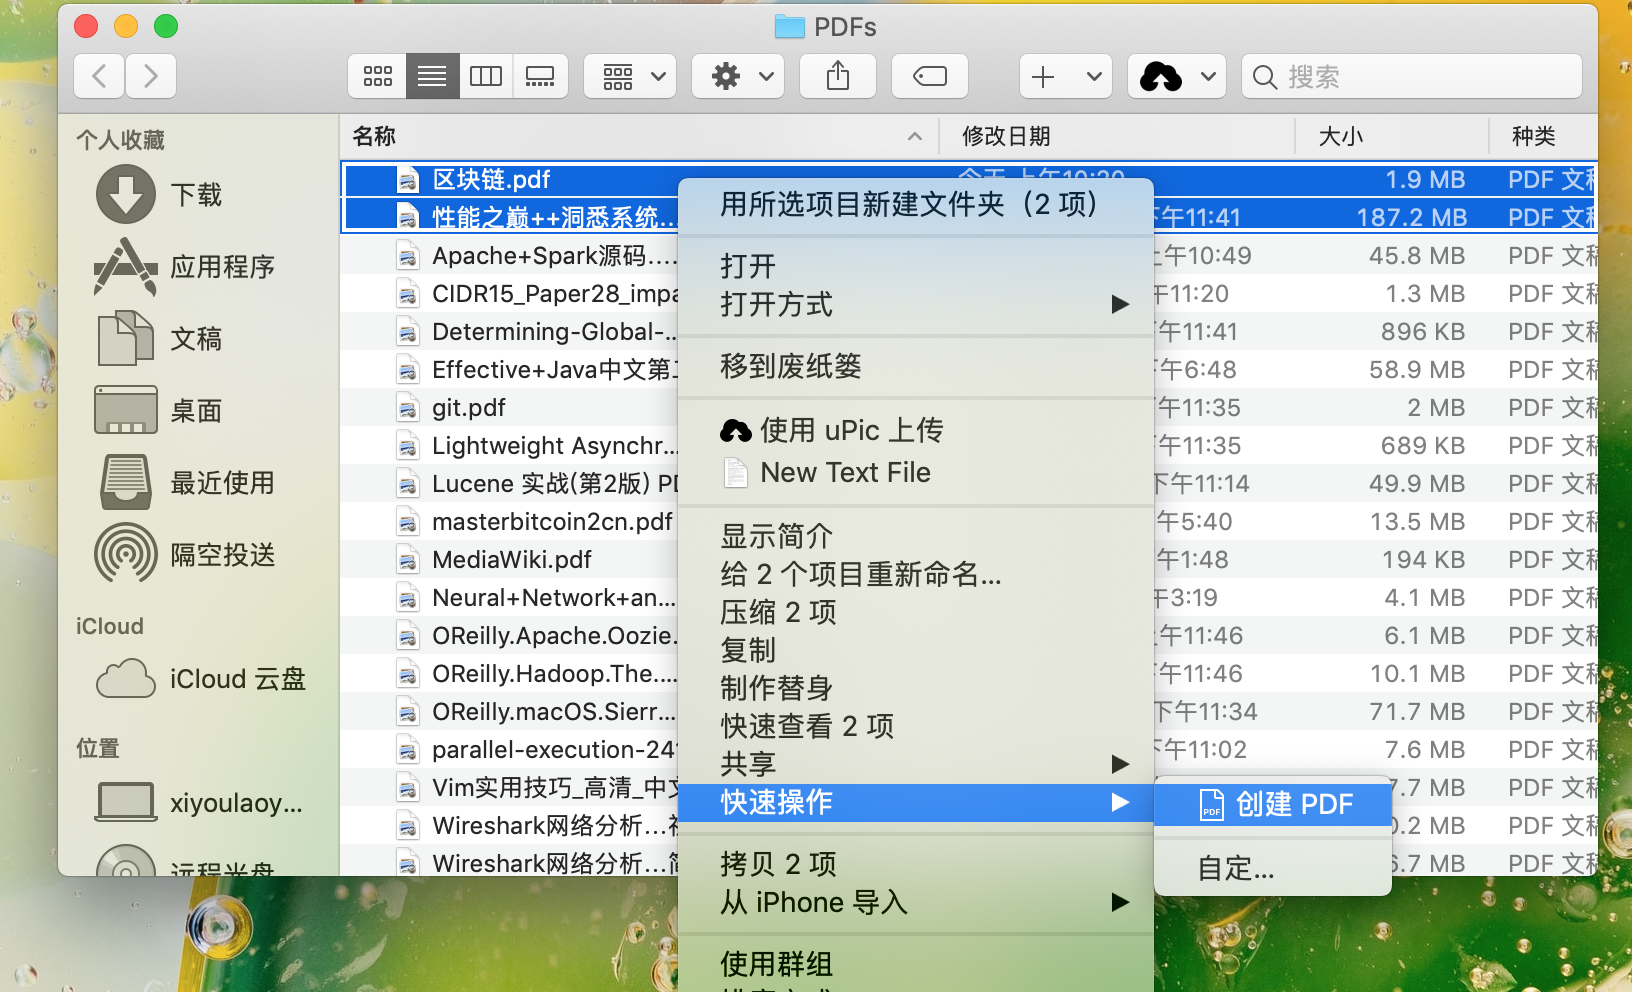 PDFs
搜索
名称 修改日期 大小 种类
个人收藏
下载
应用程序
文稿
桌面
最近使用
隔空投送
iCloud
iCloud 云盘
位置
xiyoulaoy...
远程光盘
区块链.pdf 今天 上午10:20 1.9 MB PDF 文稿
性能之巅++洞悉系统... 下午11:41 187.2 MB PDF 文稿
Apache+Spark源码.... 上午10:49 45.8 MB PDF 文稿
CIDR15_Paper28_impa 午11:20 1.3 MB PDF 文稿
Determining-Global-.. 午11:41 896 KB PDF 文稿
Effective+Java中文第二 午6:48 58.9 MB PDF 文稿
git.pdf 午11:35 2 MB PDF 文稿
Lightweight Asynchr... 午11:35 689 KB PDF 文稿
Lucene 实战(第2版) PD 下午11:14 49.9 MB PDF 文稿
masterbitcoin2cn.pdf 午5:40 13.5 MB PDF 文稿
MediaWiki.pdf 午1:48 194 KB PDF 文稿
Neural+Network+an... 午3:19 4.1 MB PDF 文稿
OReilly.Apache.Oozie. 上午11:46 6.1 MB PDF 文稿
OReilly.Hadoop.The.... 午11:46 10.1 MB PDF 文稿
OReilly.macOS.Sierr... 下午11:34 71.7 MB PDF 文稿
parallel-execution-241 下午11:02 7.6 MB PDF 文稿
Vim实用技巧_高清_中文 7.7 MB PDF 文稿
Wireshark网络分析... 0.2 MB PDF 文稿
Wireshark网络分析...简 6.7 MB PDF 文稿
用所选项目新建文件夹（2 项）
打开
打开方式
移到废纸篓
使用 uPic 上传
New Text File
显示简介
给 2 个项目重新命名...
压缩 2 项
复制
制作替身
快速查看 2 项
共享
快速操作
创建 PDF
自定...
拷贝 2 项
从 iPhone 导入
使用群组